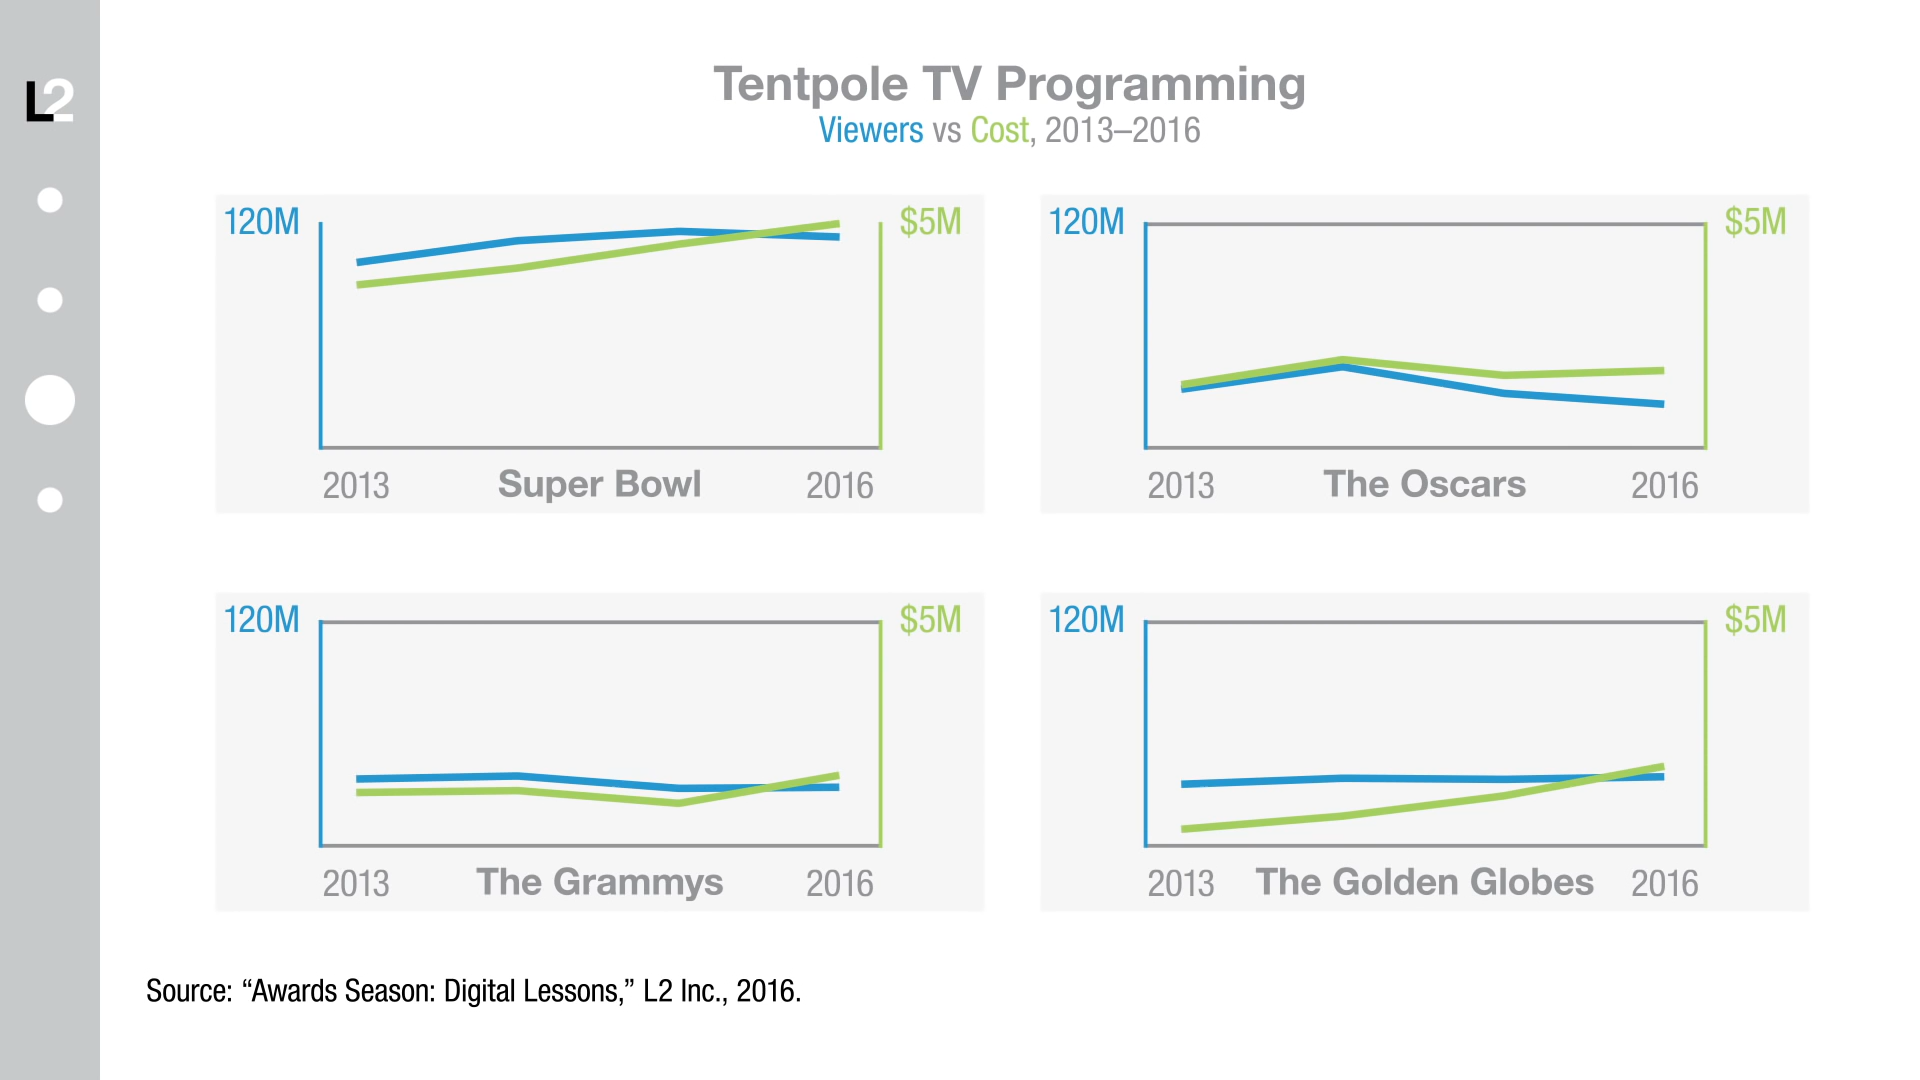 L2
Tentpole TV Programming
Viewers vs Cost, 2013–2016
120M
$5M
2013
Super Bowl
2016
120M
$5M
2013
The Oscars
2016
120M
$5M
2013
The Grammys
2016
120M
$5M
2013
The Golden Globes
2016
Source: “Awards Season: Digital Lessons,” L2 Inc., 2016.